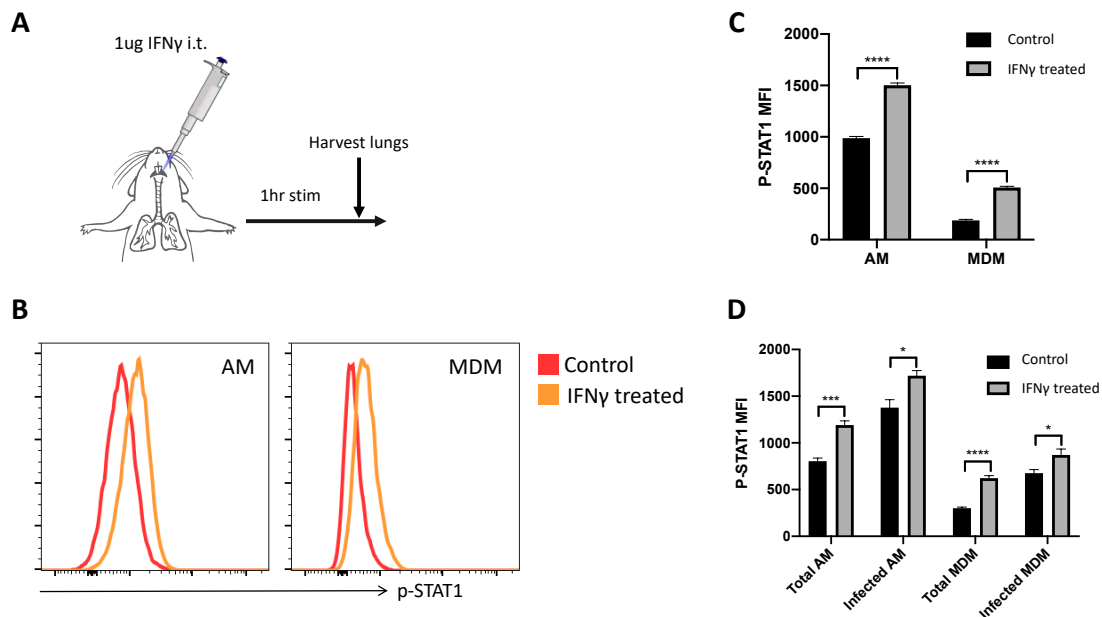 A
1ug IFNγ i.t.
Harvest lungs
1hr stim
B
AM
MDM
Control
IFNγ treated
p-STAT1
C
P-STAT1 MFI
2000
1500
1000
500
0
Control
IFNγ treated
****
****
AM
MDM
D
P-STAT1 MFI
2000
1500
1000
500
0
Control
IFNγ treated
***
*
****
*
Total AM
Infected AM
Total MDM
Infected MDM